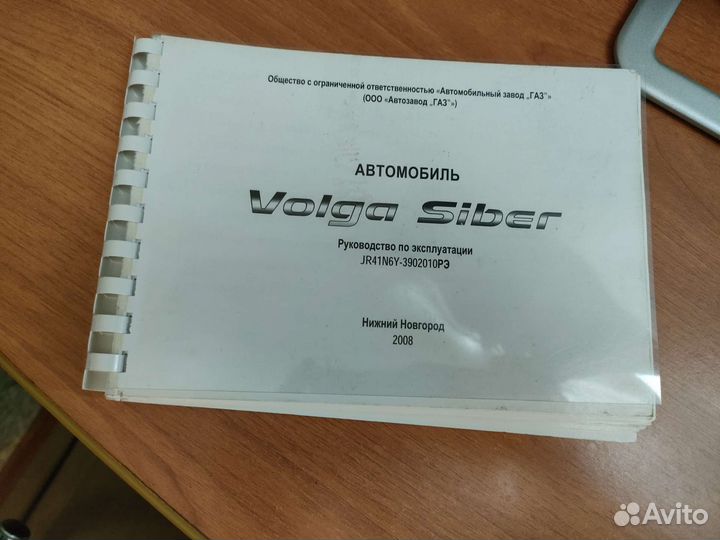 Общество с ограниченной ответственностью «Автомобильный завод „ГАЗ"»
(ООО «Автозавод „ГАЗ"»)
АВТОМОБИЛЬ
Volga Siber
Руководство по эксплуатации
JR41N6Y-3902010РЭ
Нижний Новгород
2008
Avito